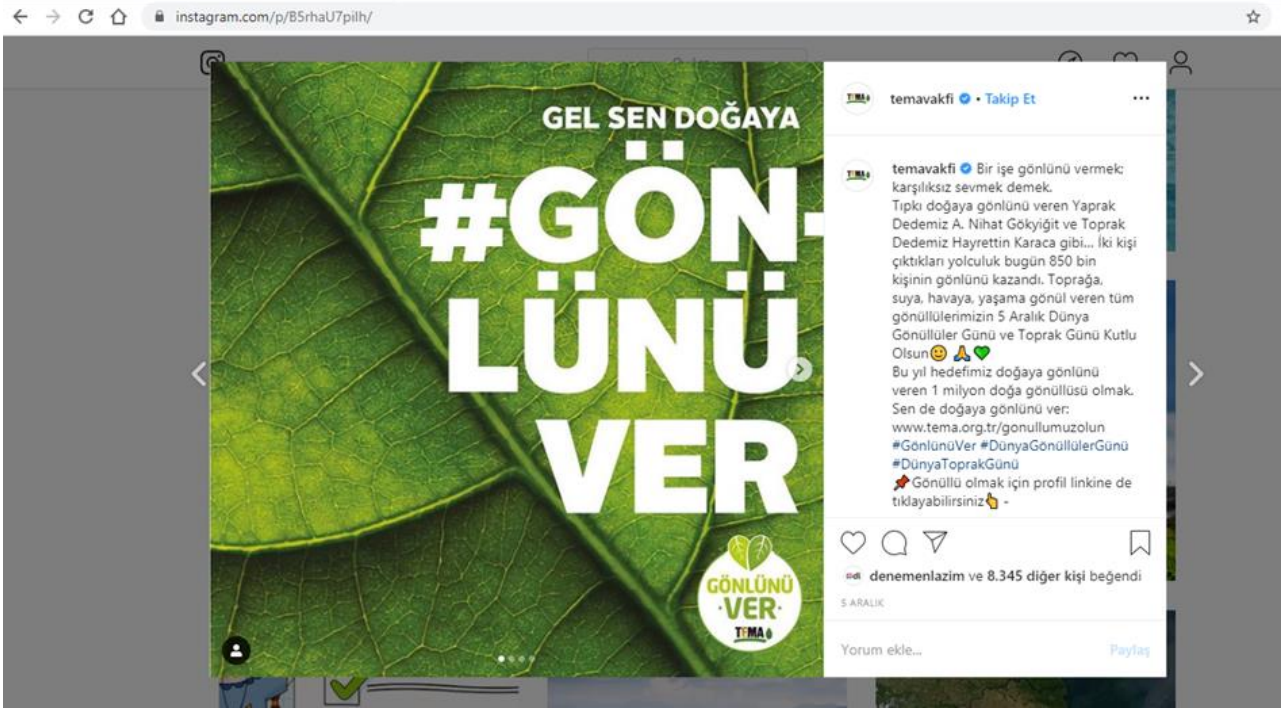 instagram.com/p/B5rhaU7pilh/
GEL SEN DOĞAYA
#GÖN-
LÜNÜ
VER
GÖNLÜNÜ
·VER·
TEMA
temavakfi • Takip Et
temavakfi Bir işe gönlünü vermek;
karşılıksız sevmek demek.
Tıpkı doğaya gönlünü veren Yaprak
Dedemiz A. Nihat Gökyiğit ve Toprak
Dedemiz Hayrettin Karaca gibi... İki kişi
çıktıkları yolculuk bugün 850 bin
kişinin gönlünü kazandı. Toprağa,
suya, havaya, yaşama gönül veren tüm
gönüllülerimizin 5 Aralık Dünya
Gönüllüler Günü ve Toprak Günü Kutlu
Olsun🙂 🙏💚
Bu yıl hedefimiz doğaya gönlünü
veren 1 milyon doğa gönüllüsü olmak.
Sen de doğaya gönlünü ver:
www.tema.org.tr/gonullumuzolun
#GönlünüVer #DünyaGönüllülerGünü
#DünyaToprakGünü
📌Gönüllü olmak için profil linkine de
tıklayabilirsiniz👆 -
denemenlazim ve 8.345 diğer kişi beğendi
5 ARALIK
Yorum ekle...
Paylaş